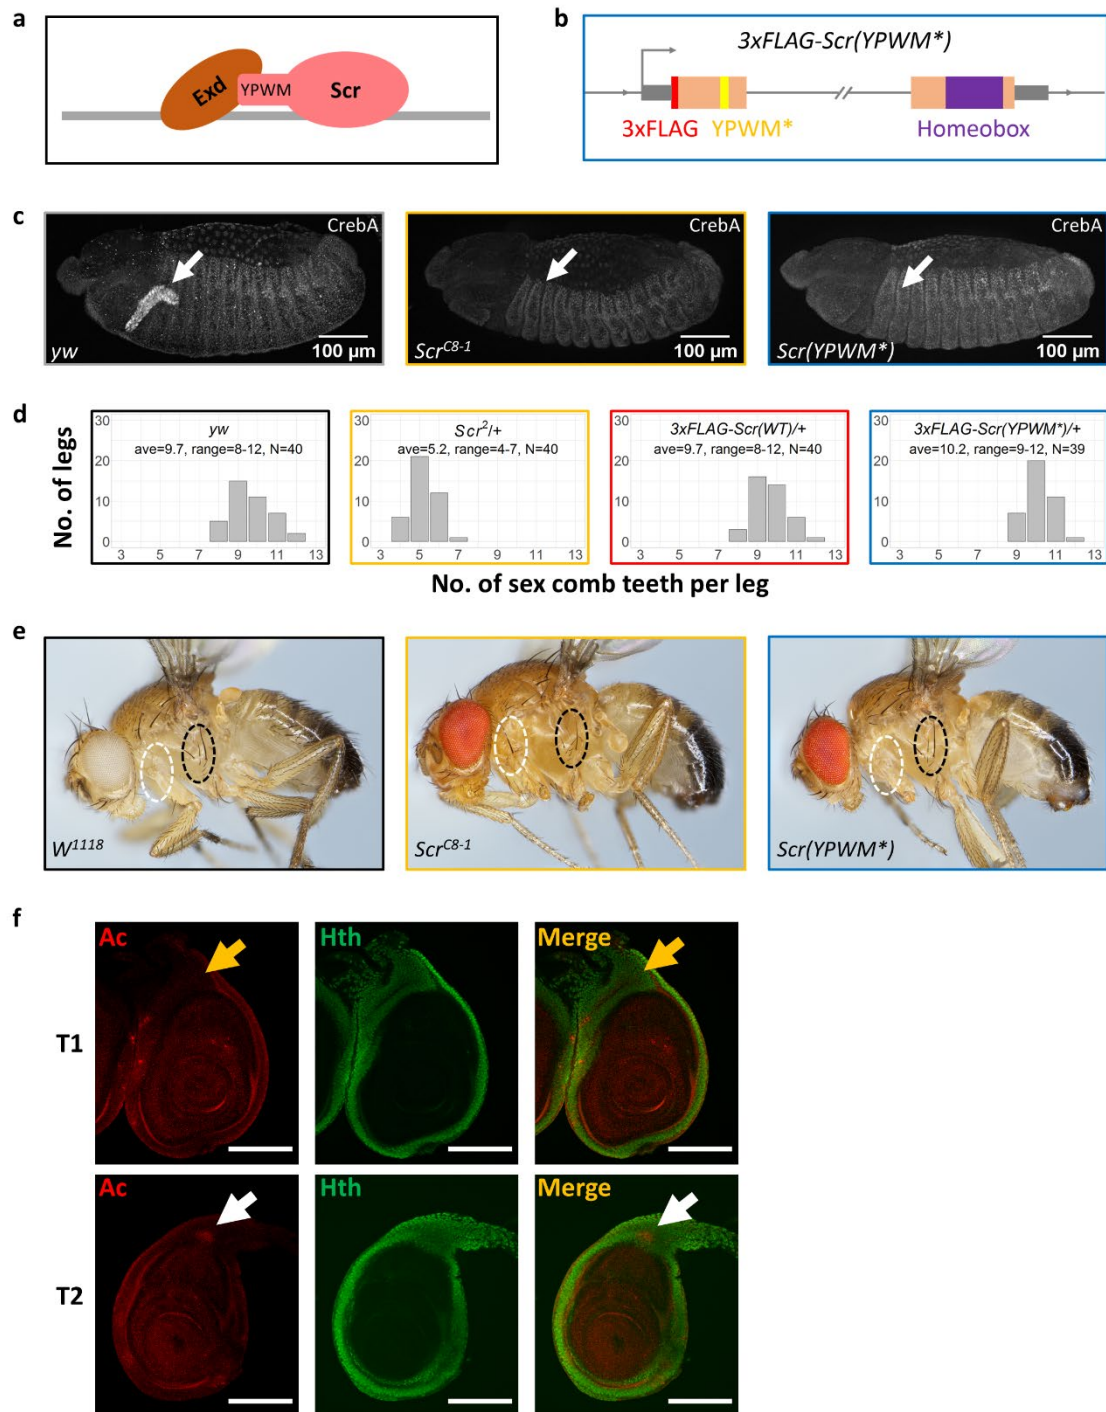 a
Exd
YPWM
Scr
b
3xFLAG-Scr(YPWM*)
3xFLAG
YPWM*
Homeobox
c
CrebA
yw
100 µm
CrebA
Scr^C8-1
100 µm
CrebA
Scr(YPWM*)
100 µm
d
No. of legs
30
20
10
0
yw
ave=9.7, range=8-12, N=40
3 5 7 9 11 13
30
20
10
0
Scr²/+
ave=5.2, range=4-7, N=40
3 5 7 9 11 13
30
20
10
0
3xFLAG-Scr(WT)/+
ave=9.7, range=8-12, N=40
3 5 7 9 11 13
30
20
10
0
3xFLAG-Scr(YPWM*)/+
ave=10.2, range=9-12, N=39
3 5 7 9 11 13
No. of sex comb teeth per leg
e
W^1118
Scr^C8-1
Scr(YPWM*)
f
Ac
Hth
Merge
T1
Ac
Hth
Merge
T2